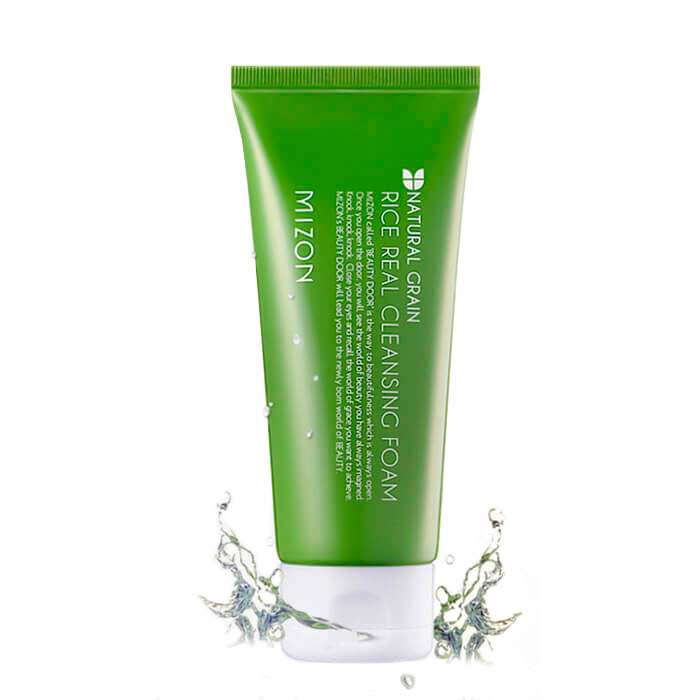 NATURAL GRAIN
RICE REAL CLEANSING FOAM
MIZON called 'BEAUTY DOOR' is the way to beautifulness which is always open.
Once you open the door, you will see the world of beauty you have always imagined.
Knock, knock, knock. Close your eyes and recall the world of grace you want to achieve.
MIZON's BEAUTY DOOR will lead you to the newly born world of BEAUTY.
MIZON